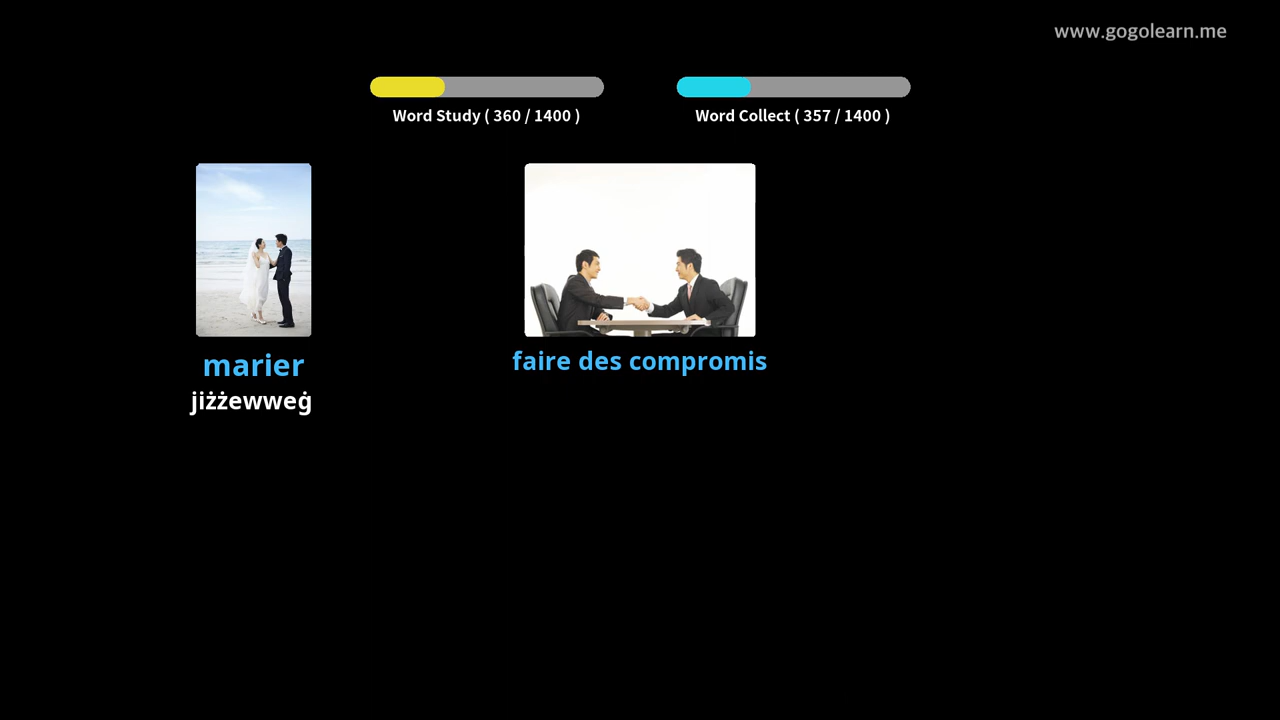 www.gogolearn.me
Word Study ( 360 / 1400 )
Word Collect ( 357 / 1400 )
marier
jiżżewweġ
faire des compromis